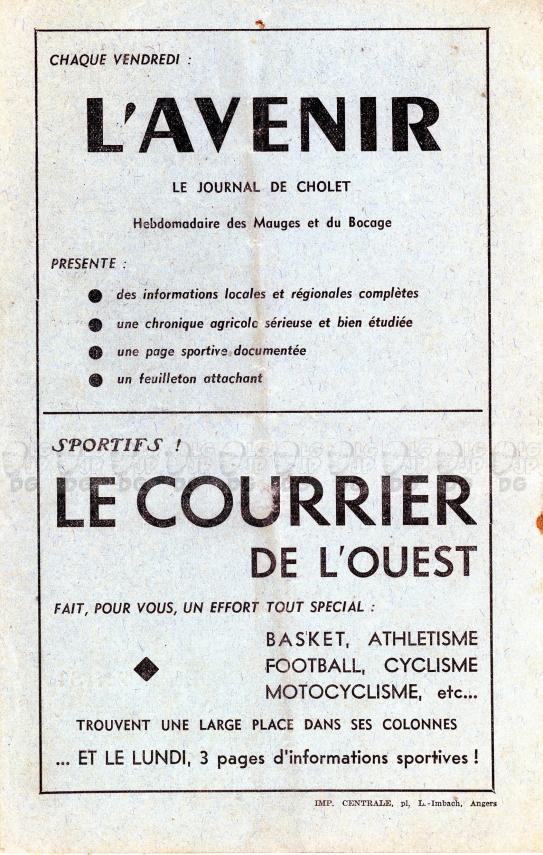 CHAQUE VENDREDI :
L'AVENIR
LE JOURNAL DE CHOLET
Hebdomadaire des Mauges et du Bocage
PRESENTE :
● des informations locales et régionales complètes
● une chronique agricole sérieuse et bien étudiée
● une page sportive documentée
● un feuilleton attachant
SPORTIFS !
LE COURRIER
DE L'OUEST
FAIT, POUR VOUS, UN EFFORT TOUT SPECIAL :
BASKET, ATHLETISME
FOOTBALL, CYCLISME
MOTOCYCLISME, etc...
TROUVENT UNE LARGE PLACE DANS SES COLONNES
... ET LE LUNDI, 3 pages d'informations sportives !
IMP. CENTRALE, pl, L.-Imbach, Angers